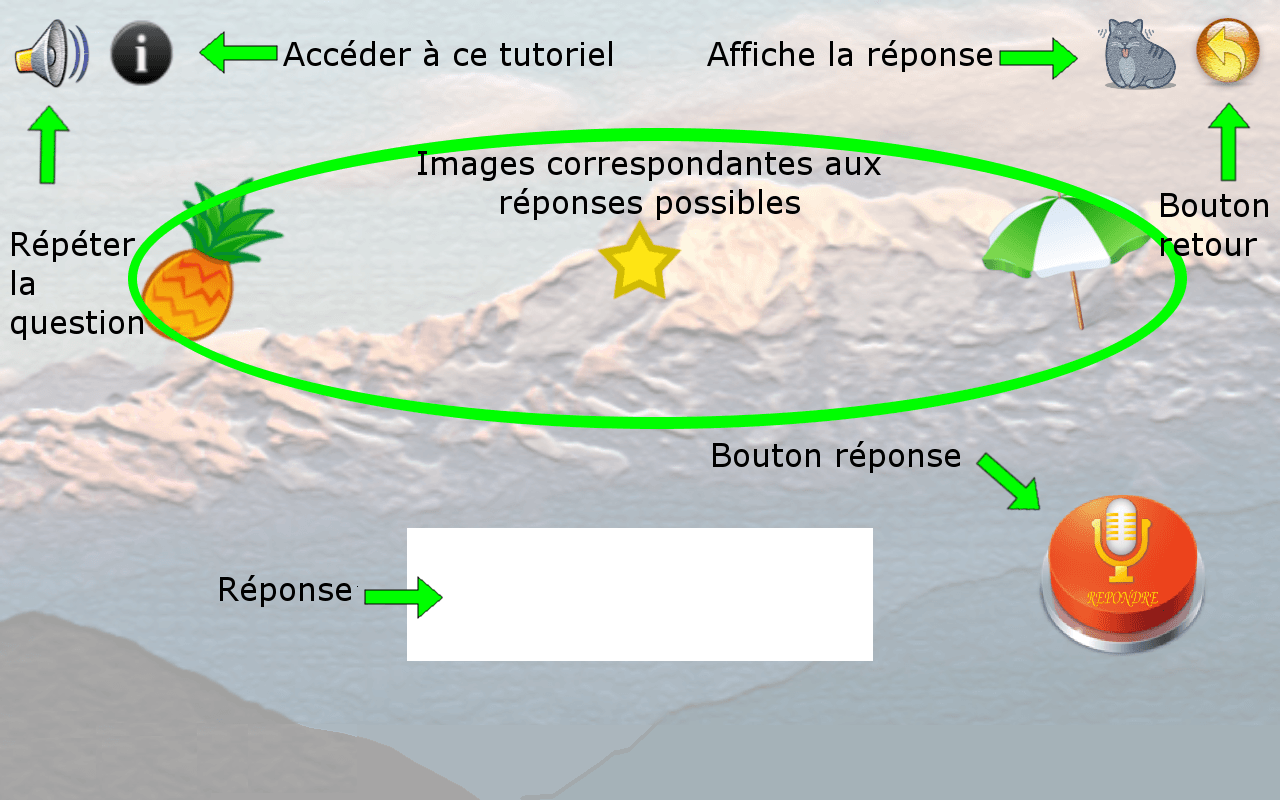 Accéder à ce tutoriel
Affiche la réponse
Images correspondantes aux
réponses possibles
Répéter
la
question
Bouton
retour
Bouton réponse
Réponse
REPONDRE